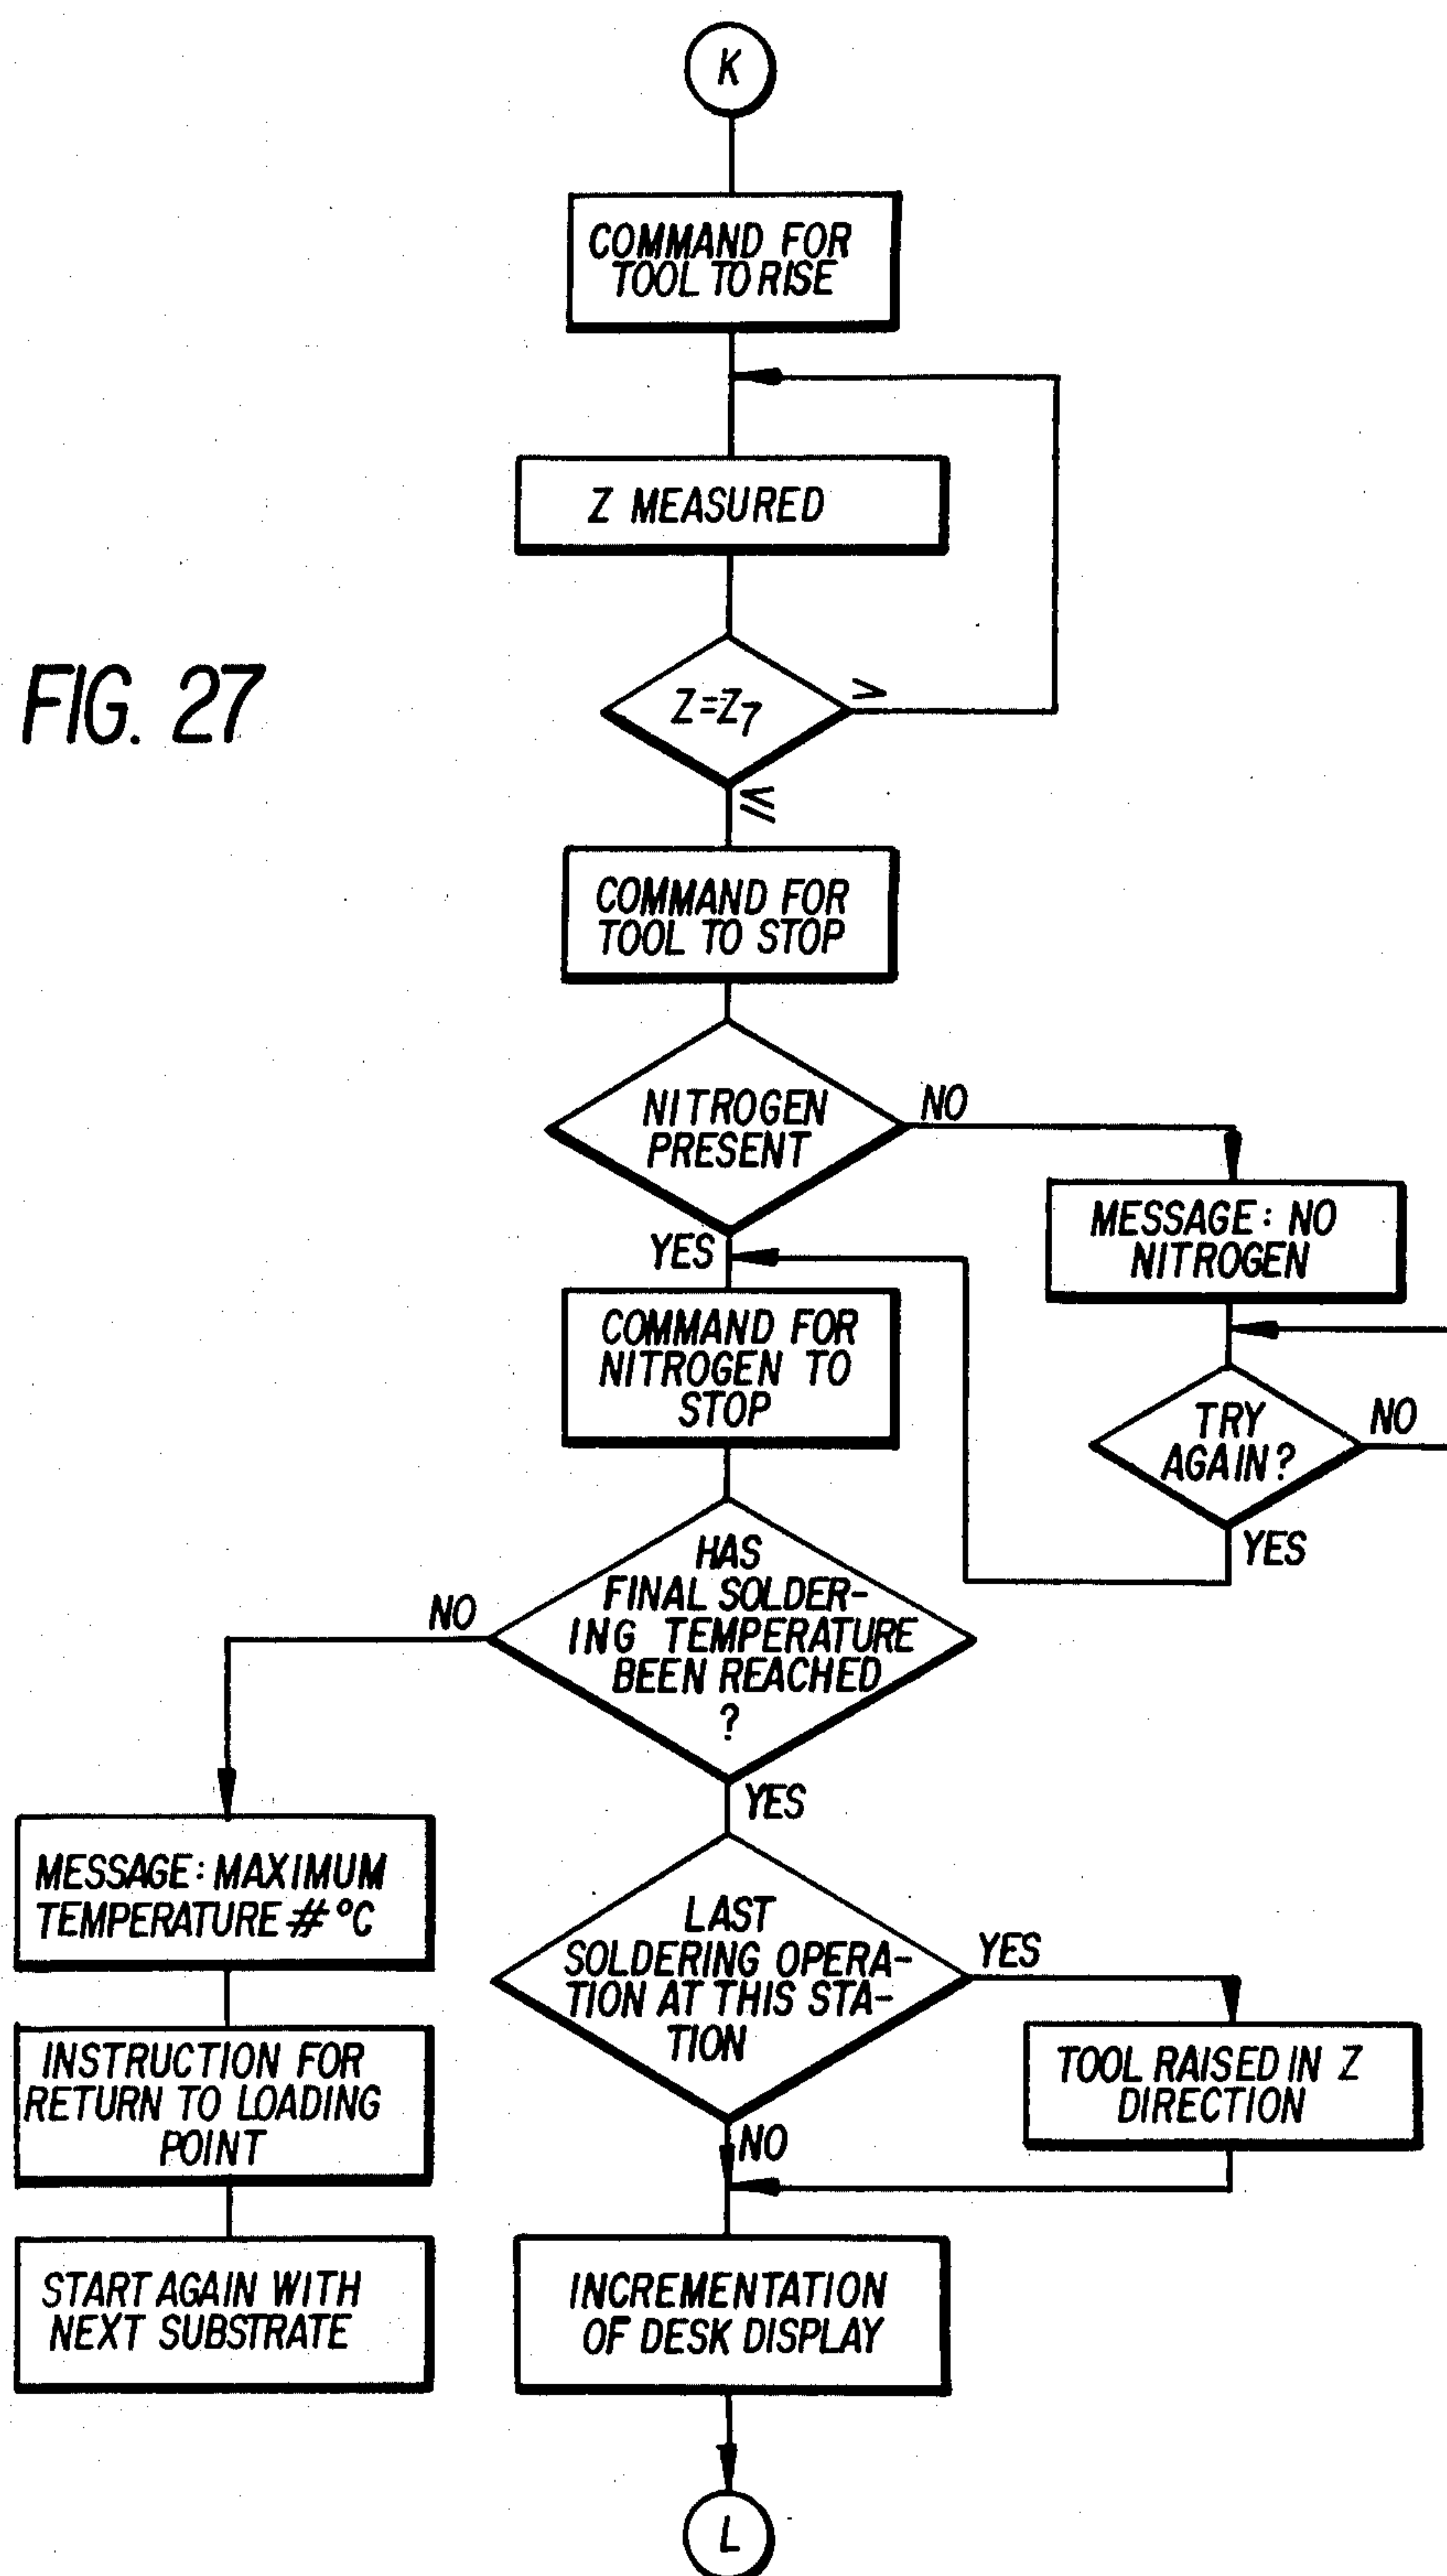 K
COMMAND FOR
TOOL TO RISE
Z MEASURED
FIG. 27
Z=Z7
>
≤
COMMAND FOR
TOOL TO STOP
NITROGEN
PRESENT
NO
YES
MESSAGE: NO
NITROGEN
COMMAND FOR
NITROGEN TO
STOP
TRY
AGAIN?
NO
YES
HAS
FINAL SOLDER-
ING TEMPERATURE
BEEN REACHED
?
NO
YES
MESSAGE: MAXIMUM
TEMPERATURE # °C
LAST
SOLDERING OPERA-
TION AT THIS STA-
TION
YES
NO
INSTRUCTION FOR
RETURN TO LOADING
POINT
TOOL RAISED IN Z
DIRECTION
START AGAIN WITH
NEXT SUBSTRATE
INCREMENTATION
OF DESK DISPLAY
L